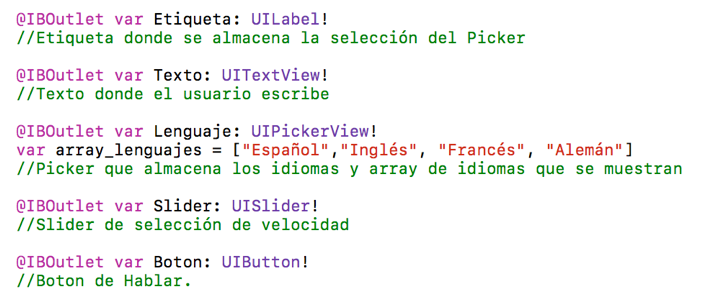 @IBOutlet var Etiqueta: UILabel!
//Etiqueta donde se almacena la selección del Picker
@IBOutlet var Texto: UITextView!
//Texto donde el usuario escribe
@IBOutlet var Lenguaje: UIPickerView!
var array_lenguajes = ["Español","Inglés", "Francés", "Alemán"]
//Picker que almacena los idiomas y array de idiomas que se muestran
@IBOutlet var Slider: UISlider!
//Slider de selección de velocidad
@IBOutlet var Boton: UIButton!
//Boton de Hablar.